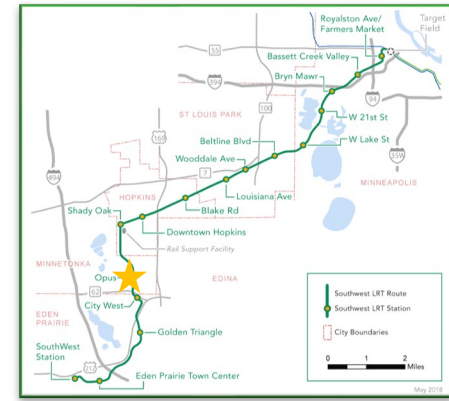 Royalston Ave/
Farmers Market
Target
Field
55
Bassett Creek Valley
394
Bryn Mawr
94
ST LOUIS PARK
100
W 21st St
169
Beltline Blvd
W Lake St
35W
Wooddale Ave
7
MINNEAPOLIS
494
HOPKINS
Louisiana Ave
Blake Rd
Shady Oak
Downtown Hopkins
Rail Support Facility
MINNETONKA
Opus
EDINA
62
City West
EDEN
PRAIRIE
Golden Triangle
SouthWest
Station
212
Eden Prairie Town Center
Southwest LRT Route
Southwest LRT Station
City Boundaries
0 1 2
Miles
May 2018